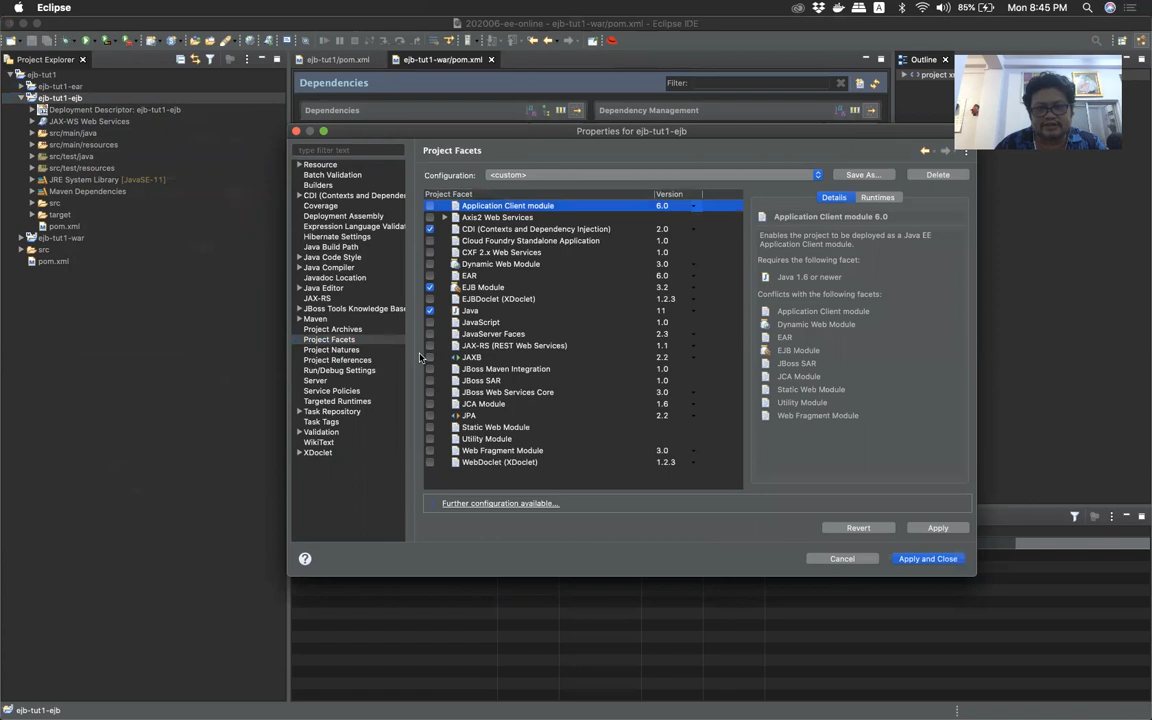 Eclipse
85%
Mon 8:45 PM
202006-ee-online - ejb-tut1-war/pom.xml - Eclipse IDE
Project Explorer
ejb-tut1/pom.xml
ejb-tut1-war/pom.xml
Outline
ejb-tut1
ejb-tut1-ear
ejb-tut1-ejb
Deployment Descriptor: ejb-tut1-ejb
JAX-WS Web Services
src/main/java
src/main/resources
src/test/java
src/test/resources
JRE System Library [JavaSE-11]
Maven Dependencies
src
target
pom.xml
ejb-tut1-war
src
pom.xml
Dependencies
Filter:
Dependencies
Dependency Management
project
Properties for ejb-tut1-ejb
type filter text
Resource
Batch Validation
Builders
CDI (Contexts and Depende
Coverage
Deployment Assembly
Expression Language Validat
Hibernate Settings
Java Build Path
Java Code Style
Java Compiler
Javadoc Location
Java Editor
JAX-RS
JBoss Tools Knowledge Base
Maven
Project Archives
Project Facets
Project Natures
Project References
Run/Debug Settings
Server
Service Policies
Targeted Runtimes
Task Repository
Task Tags
Validation
WikiText
XDoclet
Project Facets
Configuration:
<custom>
Save As...
Delete
Project Facet
Version
Application Client module 6.0
Axis2 Web Services
CDI (Contexts and Dependency Injection) 2.0
Cloud Foundry Standalone Application 1.0
CXF 2.x Web Services 1.0
Dynamic Web Module 3.0
EAR 6.0
EJB Module 3.2
EJBDoclet (XDoclet) 1.2.3
Java 11
JavaScript 1.0
JavaServer Faces 2.3
JAX-RS (REST Web Services) 1.1
JAXB 2.2
JBoss Maven Integration 1.0
JBoss SAR 1.0
JBoss Web Services Core 3.0
JCA Module 1.6
JPA 2.2
Static Web Module
Utility Module
Web Fragment Module 3.0
WebDoclet (XDoclet) 1.2.3
Details
Runtimes
Application Client module 6.0
Enables the project to be deployed as a Java EE
Application Client module.
Requires the following facet:
Java 1.6 or newer
Conflicts with the following facets:
Application Client module
Dynamic Web Module
EAR
EJB Module
JBoss SAR
JCA Module
Static Web Module
Utility Module
Web Fragment Module
Further configuration available...
Revert
Apply
Cancel
Apply and Close
ejb-tut1-ejb